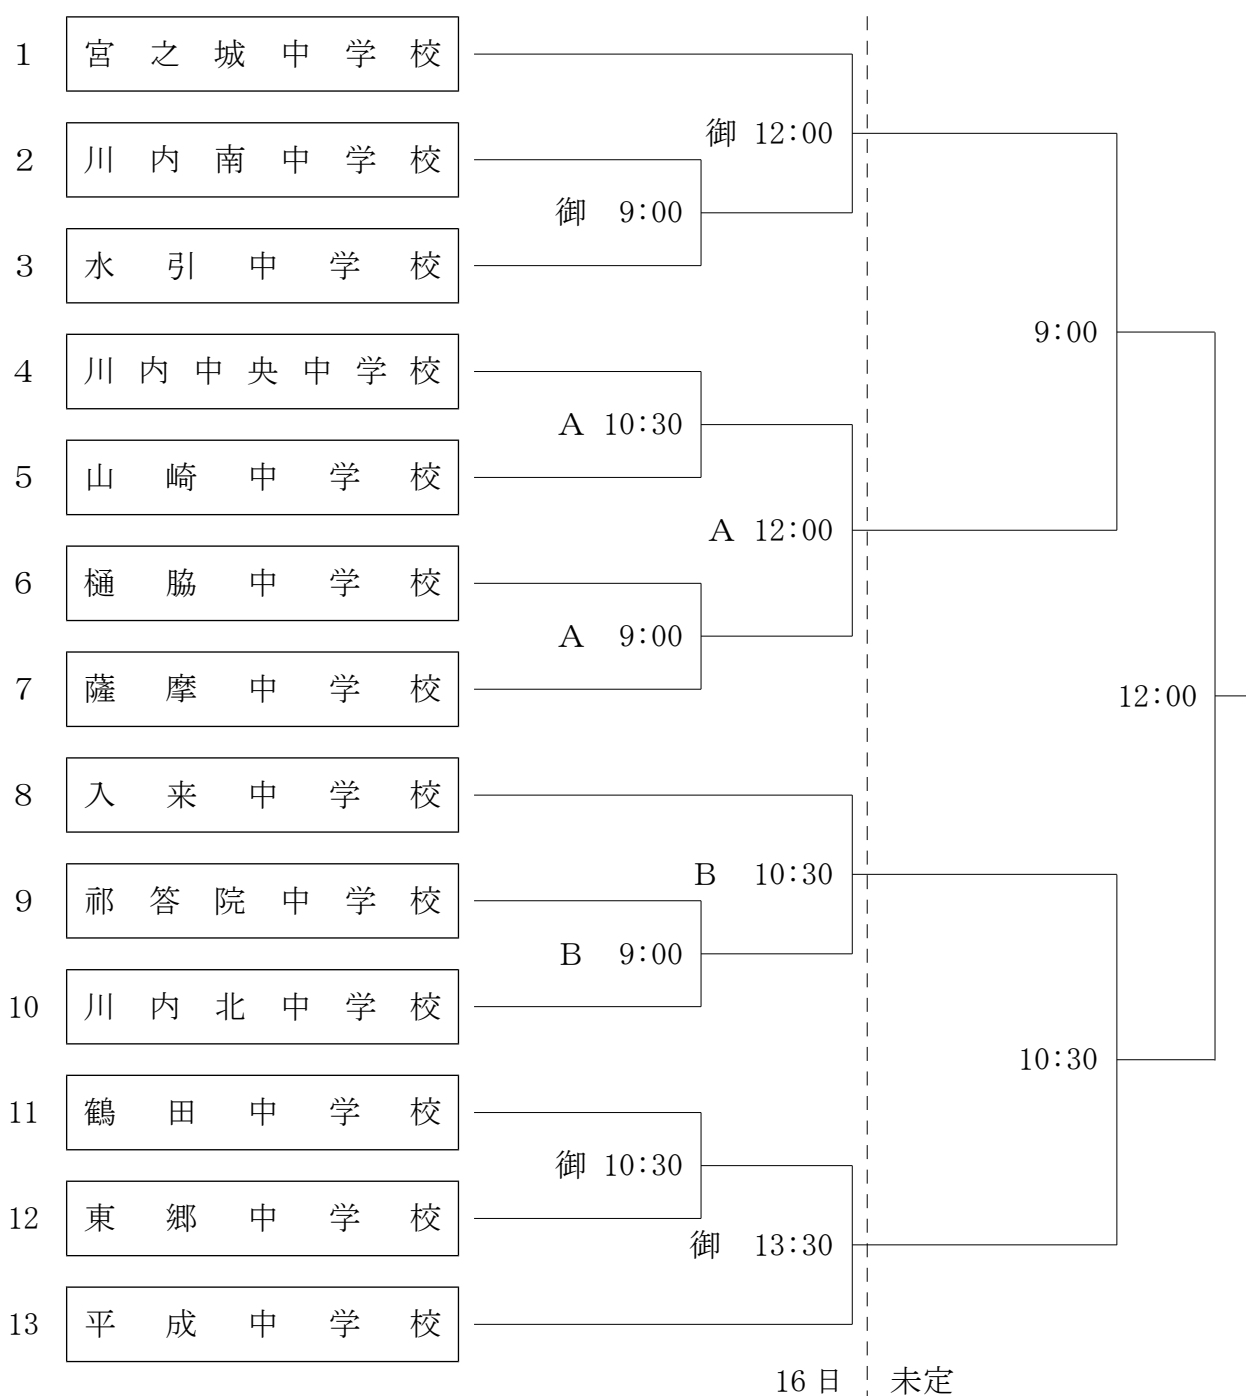 1 宮之城中学校
御 12:00
2 川内南中学校
御 9:00
3 水引中学校
9:00
4 川内中央中学校
A 10:30
5 山崎中学校
A 12:00
6 樋脇中学校
A 9:00
7 薩摩中学校
12:00
8 入来中学校
B 10:30
9 祁答院中学校
B 9:00
10 川内北中学校
10:30
11 鶴田中学校
御 10:30
12 東郷中学校
御 13:30
13 平成中学校
16日 未定